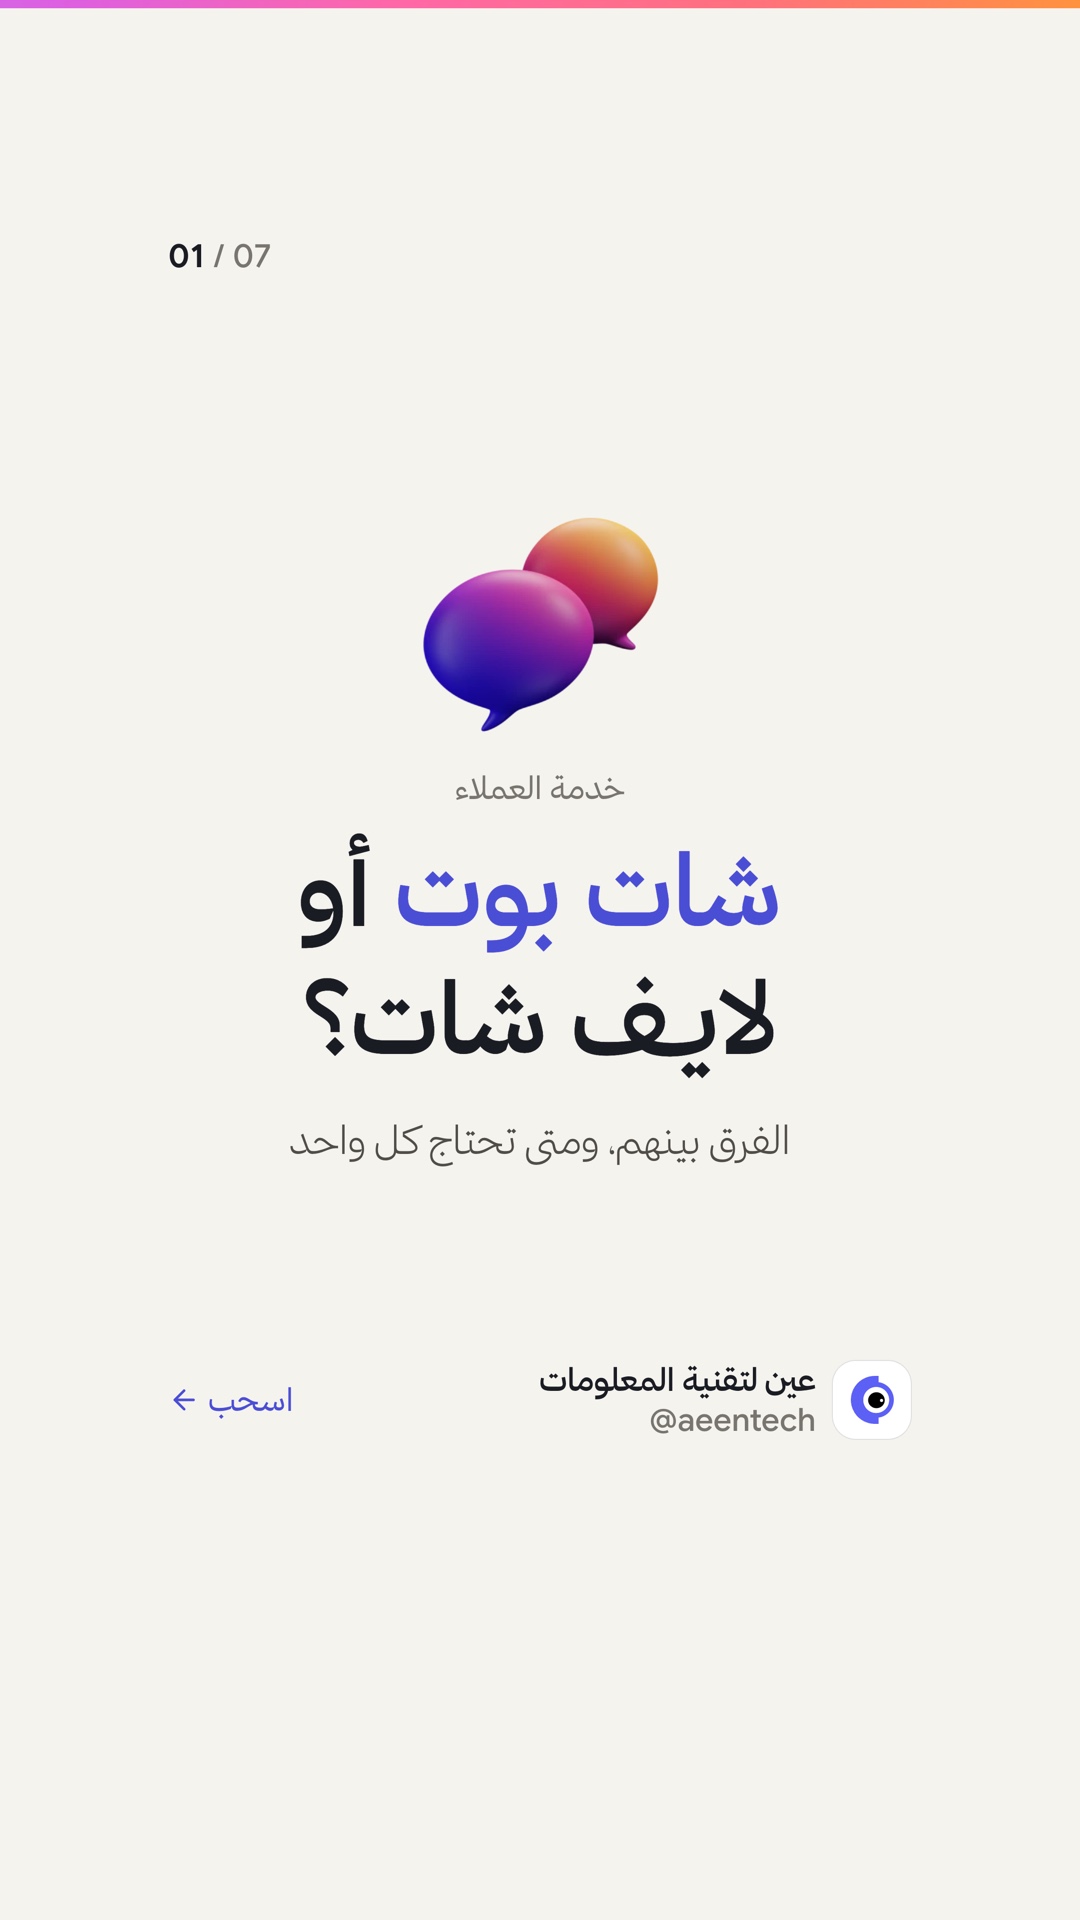 01 / 07
خدمة العملاء
شات بوت أو
لايف شات؟
الفرق بينهم، ومتى تحتاج كل واحد
عين لتقنية المعلومات
@aeentech
اسحب ←